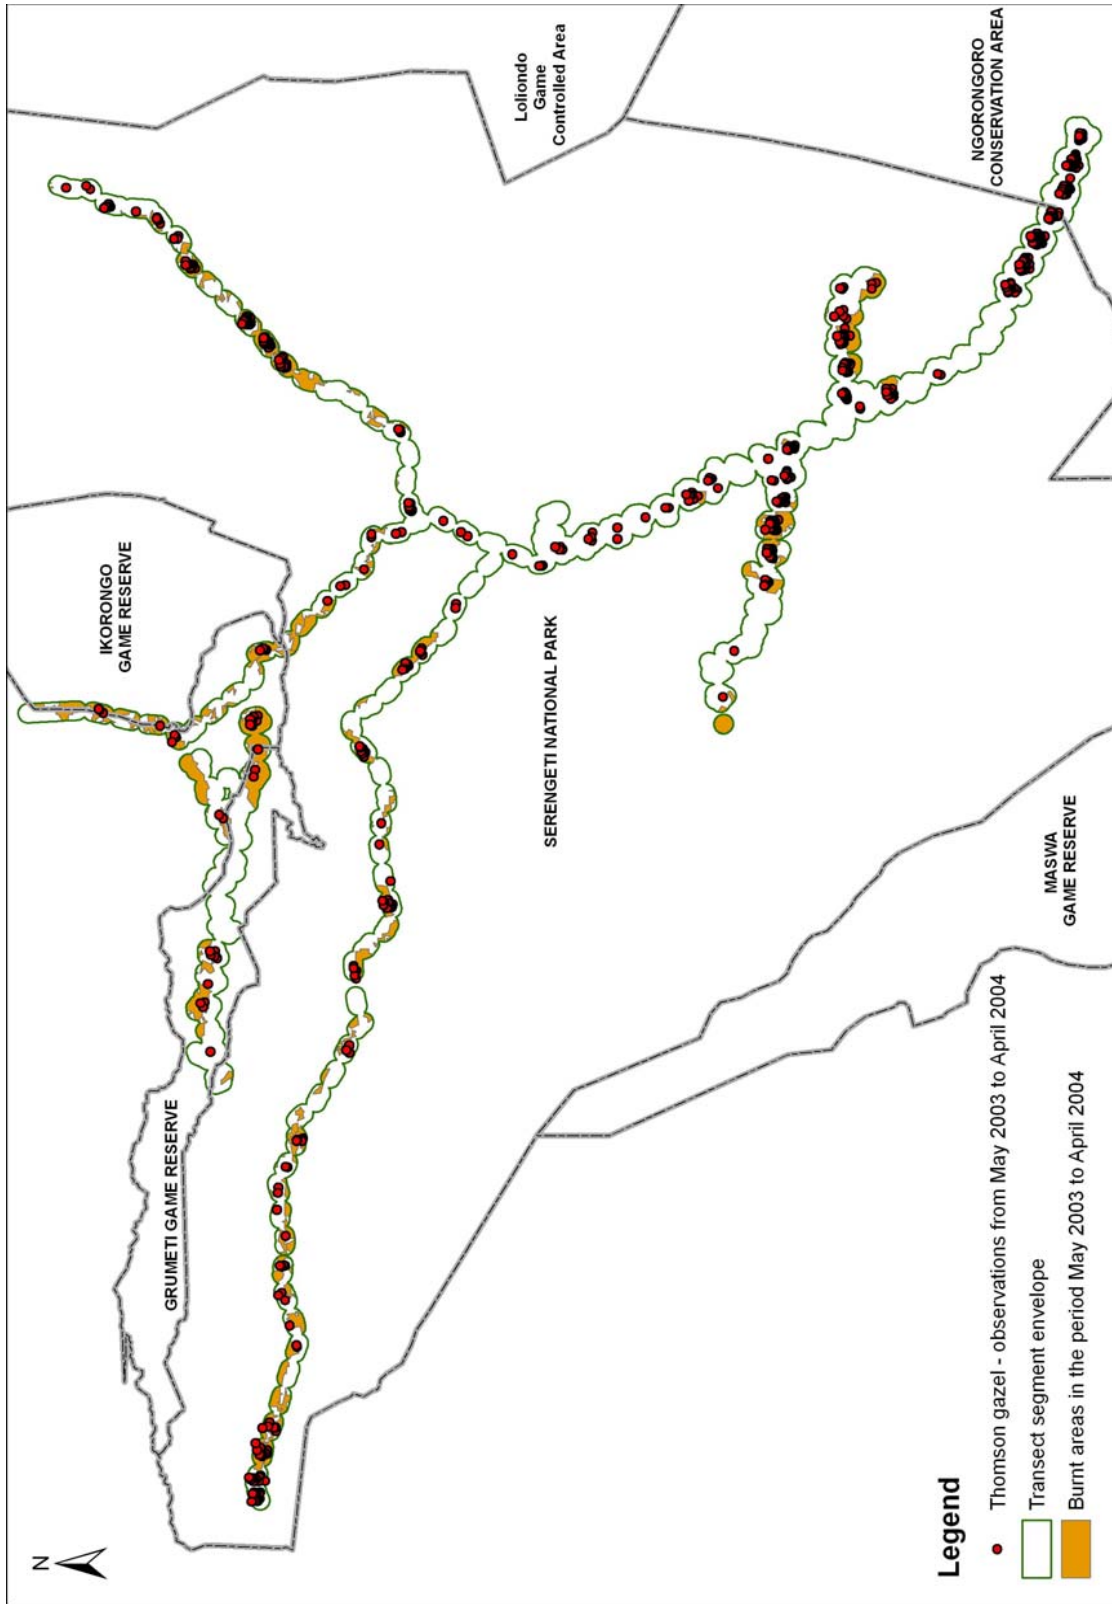 N
GRUMETI GAME RESERVE
IKORONGO
GAME RESERVE
Loliondo
Game
Controlled Area
SERENGETI NATIONAL PARK
NGORONGORO
CONSERVATION AREA
MASWA
GAME RESERVE
Legend
Thomson gazel - observations from May 2003 to April 2004
Transect segment envelope
Burnt areas in the period May 2003 to April 2004